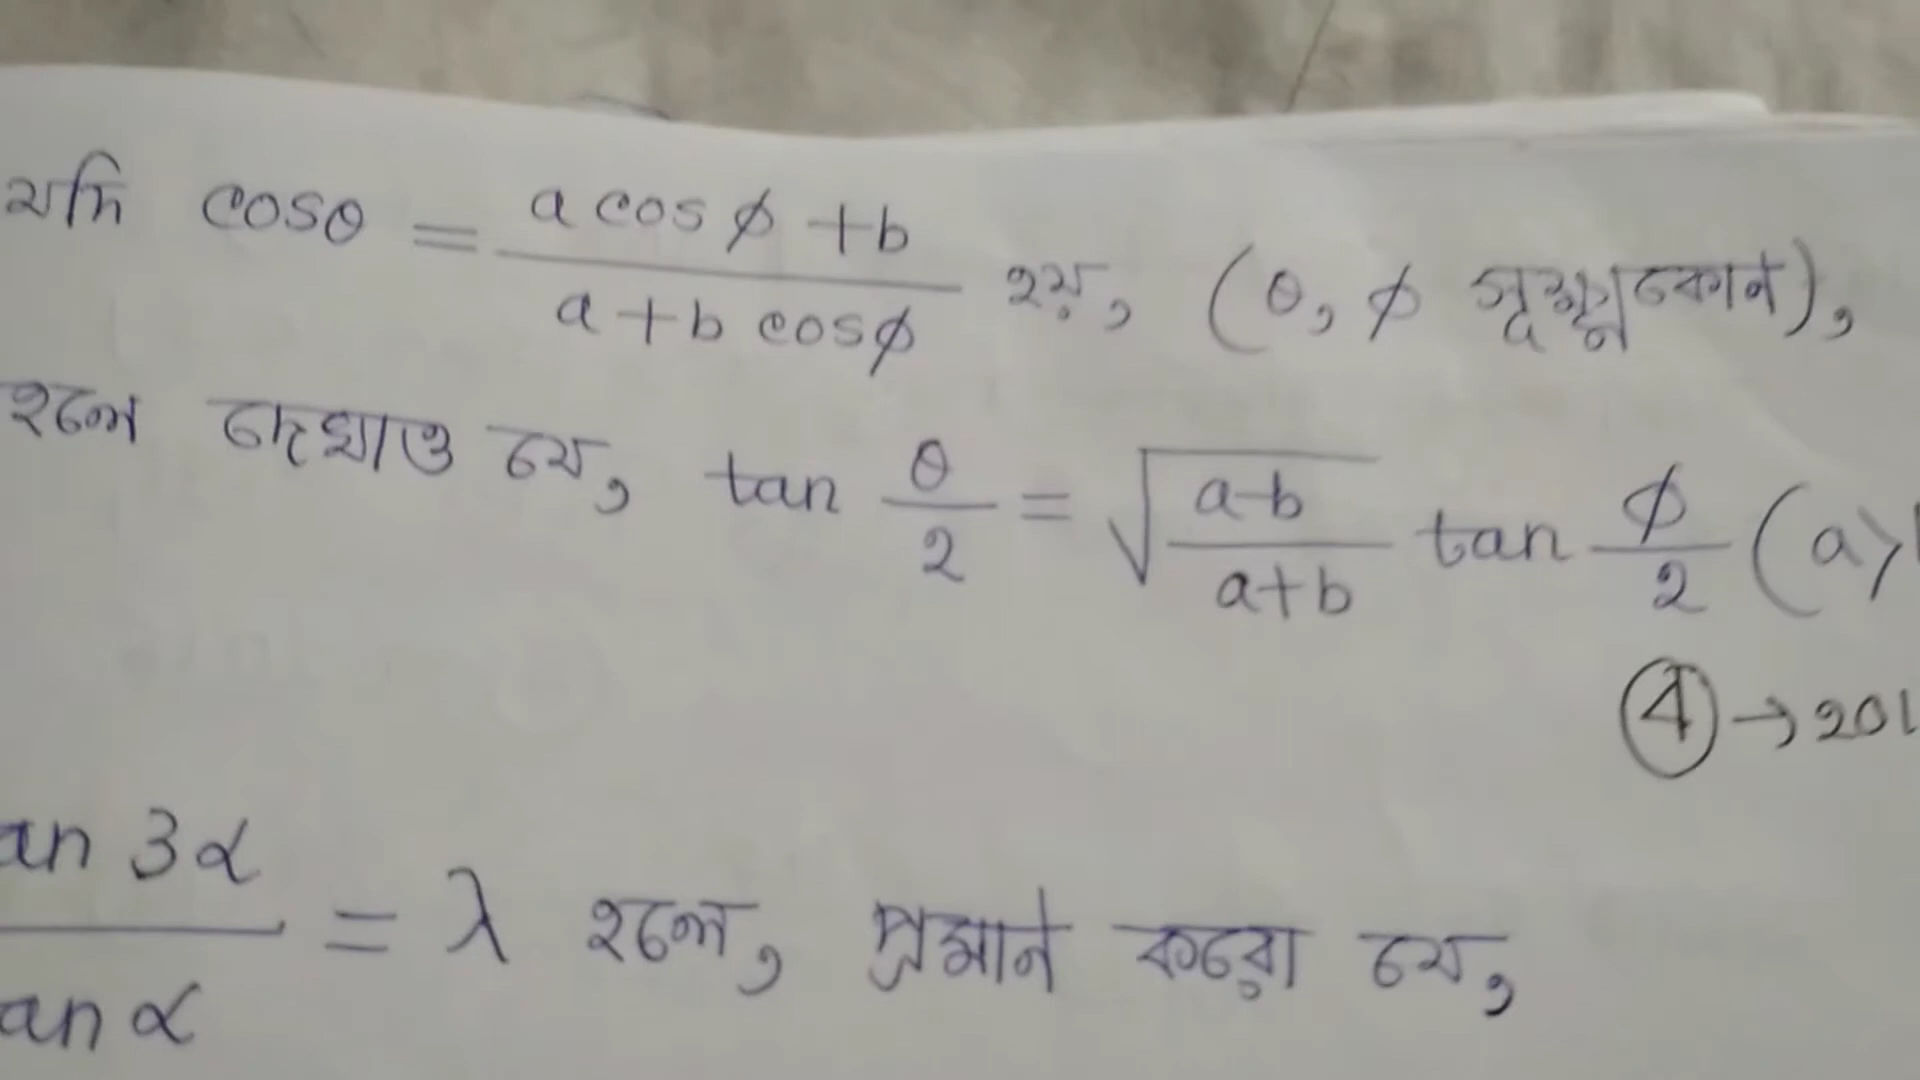 যদি cosθ = (a cosφ + b)/(a + b cosφ) হয়, (θ, φ সূক্ষ্মকোন),
হলে দেখাও যে, tan θ/2 = √((a-b)/(a+b)) tan φ/2 (a>
④ → 201
an 3α / an α = λ হলে, প্রমান করো যে,